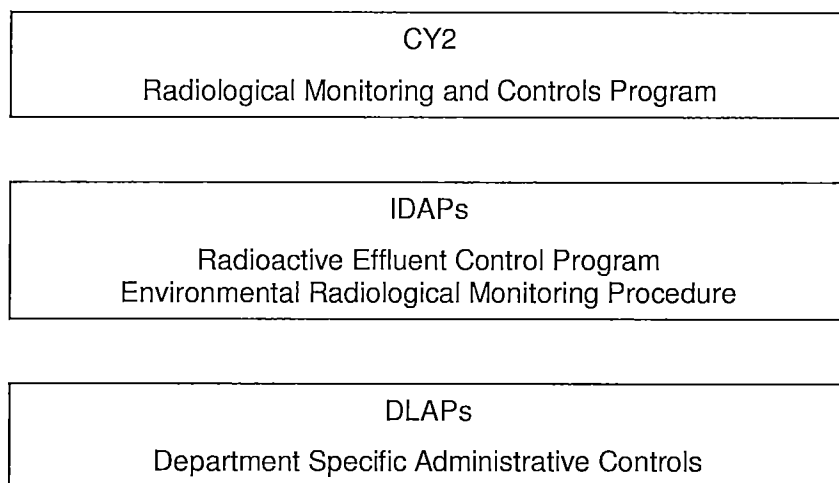 CY2
Radiological Monitoring and Controls Program
IDAPs
Radioactive Effluent Control Program
Environmental Radiological Monitoring Procedure
DLAPs
Department Specific Administrative Controls